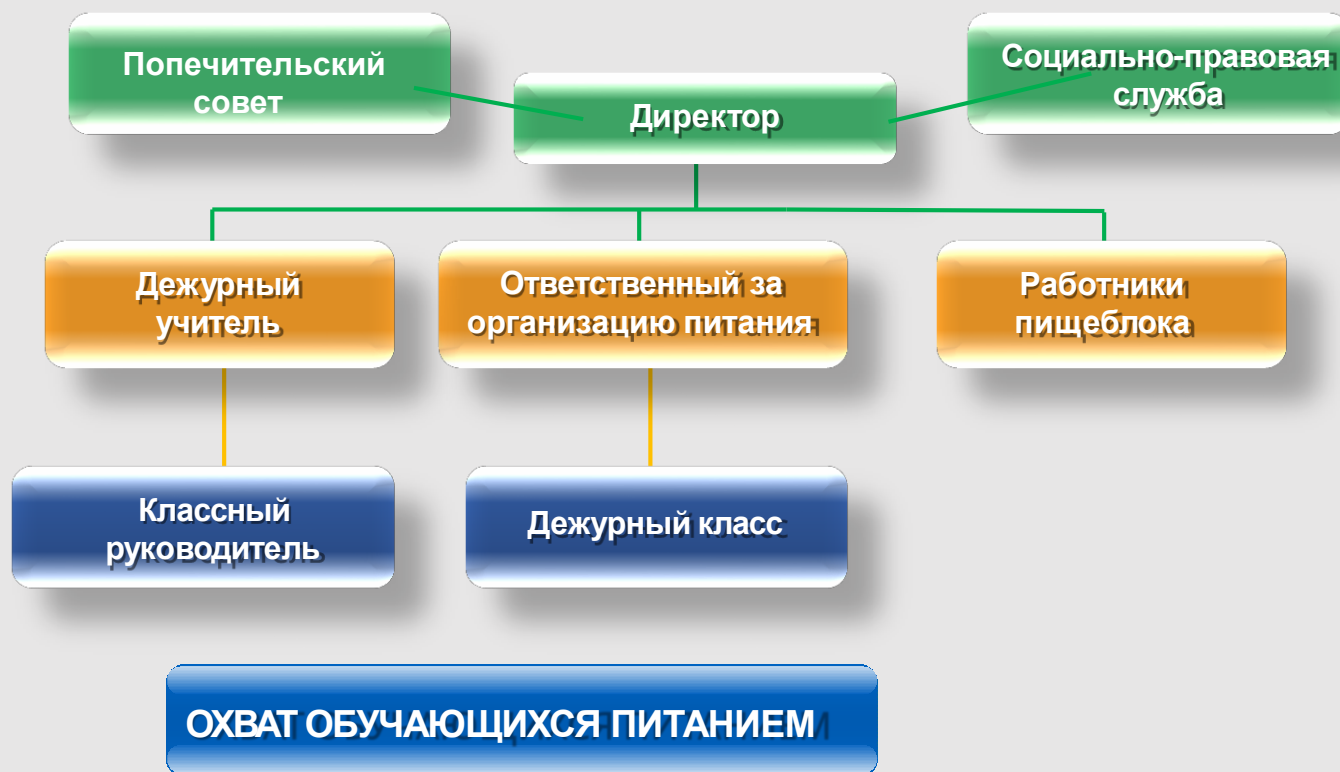 Попечительский
совет
Директор
Социально-правовая
служба
Дежурный
учитель
Ответственный за
организацию питания
Работники
пищеблока
Классный
руководитель
Дежурный класс
ОХВАТ ОБУЧАЮЩИХСЯ ПИТАНИЕМ